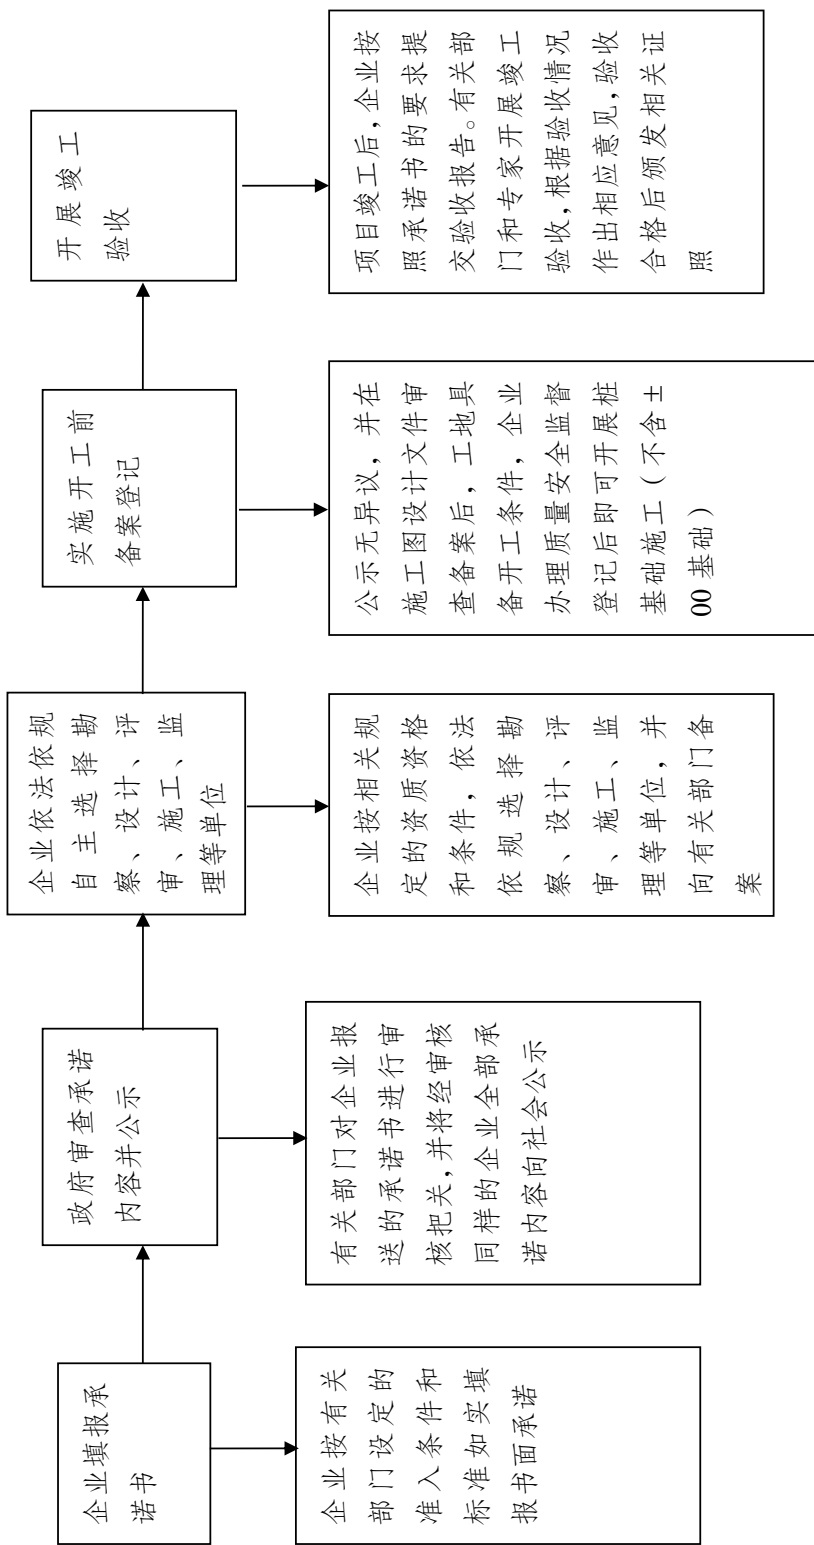 企业填报承
诺书
政府审查承诺
内容并公示
企业依法依规
自主选择勘
察、设计、评
审、施工、监
理等单位
实施开工前
备案登记
开展竣工
验收
企业按有关
部门设定的
准入条件和
标准如实填
报书面承诺
有关部门对企业报
送的承诺书进行审
核把关,并将经审核
同样的企业全部承
诺内容向社会公示
企业按相关规
定的资质资格
和条件，依法
依规选择勘
察、设计、评
审、施工、监
理等单位，并
向有关部门备
案
公示无异议，并在
施工图设计文件审
查备案后，工地具
备开工条件，企业
办理质量安全监督
登记后即可开展桩
基础施工（不含±
00 基础）
项目竣工后,企业按
照承诺书的要求提
交验收报告。有关部
门和专家开展竣工
验收,根据验收情况
作出相应意见,验收
合格后颁发相关证
照